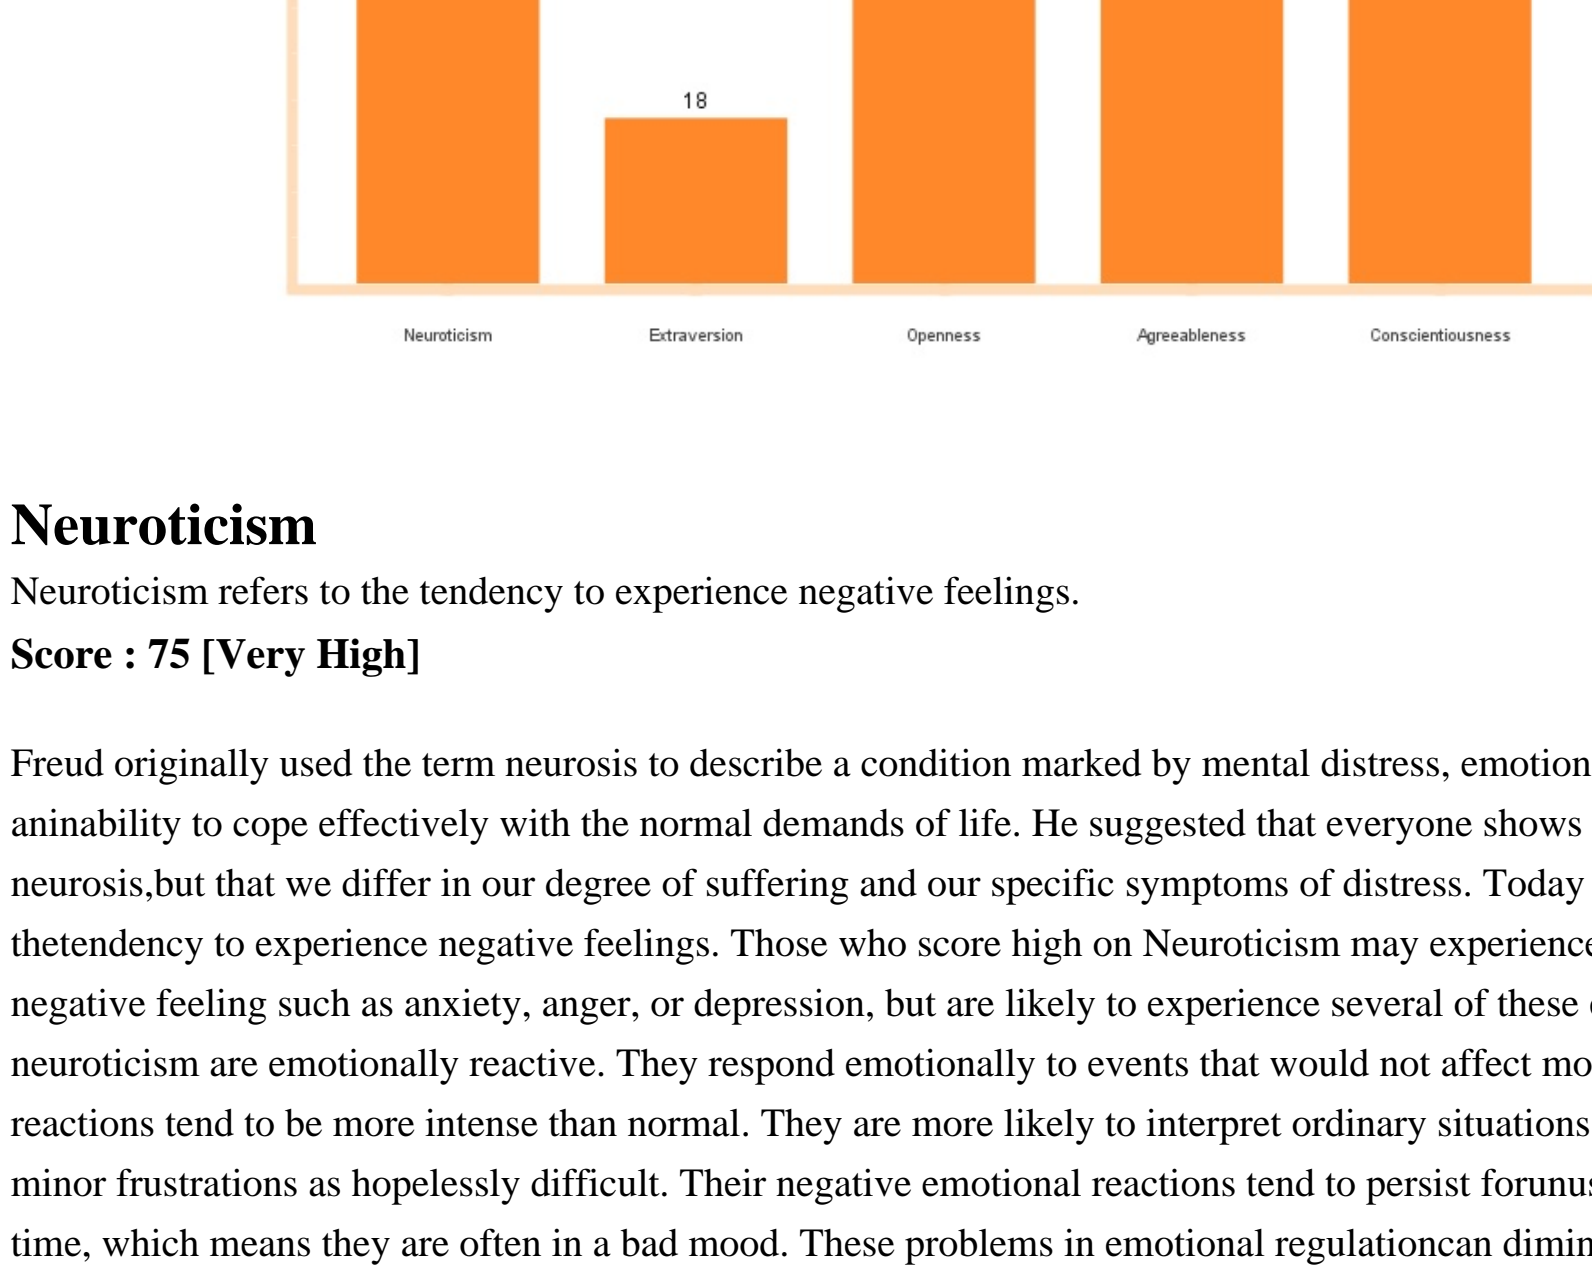 18
Neuroticism Extraversion Openness Agreeableness Conscientiousness
Neuroticism
Neuroticism refers to the tendency to experience negative feelings.
Score : 75 [Very High]
Freud originally used the term neurosis to describe a condition marked by mental distress, emotion
aninability to cope effectively with the normal demands of life. He suggested that everyone shows
neurosis,but that we differ in our degree of suffering and our specific symptoms of distress. Today
thetendency to experience negative feelings. Those who score high on Neuroticism may experience
negative feeling such as anxiety, anger, or depression, but are likely to experience several of these
neuroticism are emotionally reactive. They respond emotionally to events that would not affect mo
reactions tend to be more intense than normal. They are more likely to interpret ordinary situations
minor frustrations as hopelessly difficult. Their negative emotional reactions tend to persist forunus
time, which means they are often in a bad mood. These problems in emotional regulationcan dimin